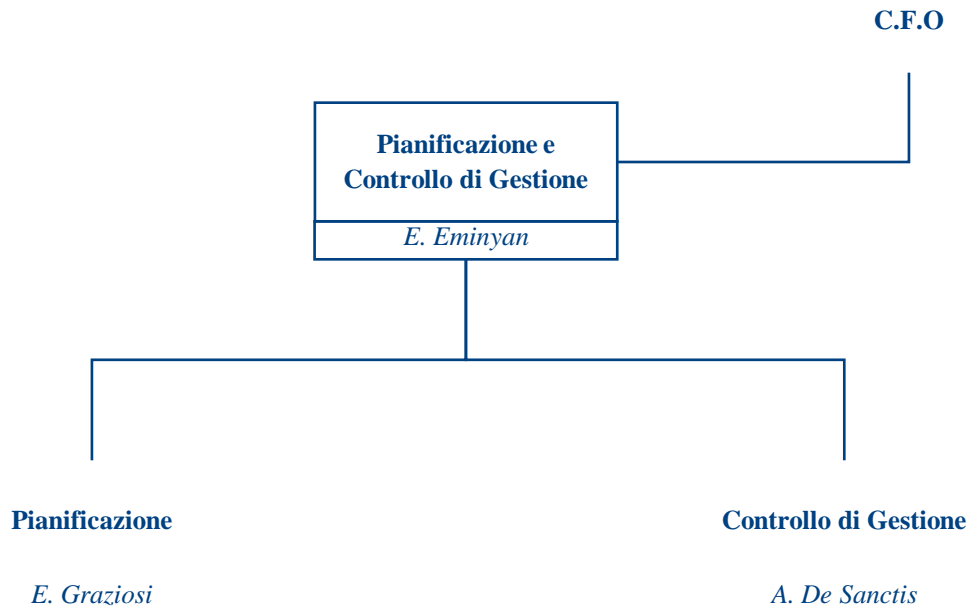 C.F.O
Pianificazione e
Controllo di Gestione
E. Eminyan
Pianificazione
Controllo di Gestione
E. Graziosi
A. De Sanctis